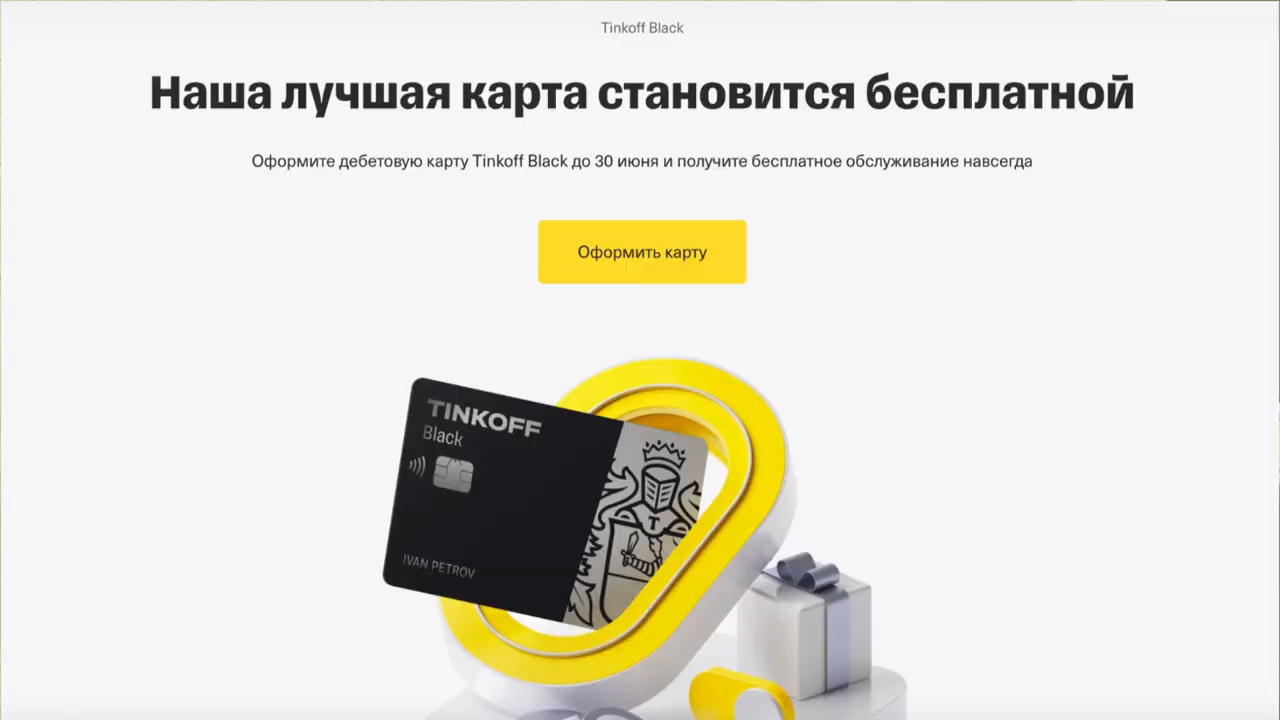 Tinkoff Black
Наша лучшая карта становится бесплатной
Оформите дебетовую карту Tinkoff Black до 30 июня и получите бесплатное обслуживание навсегда
Оформить карту
TINKOFF
Black
T
IVAN PETROV